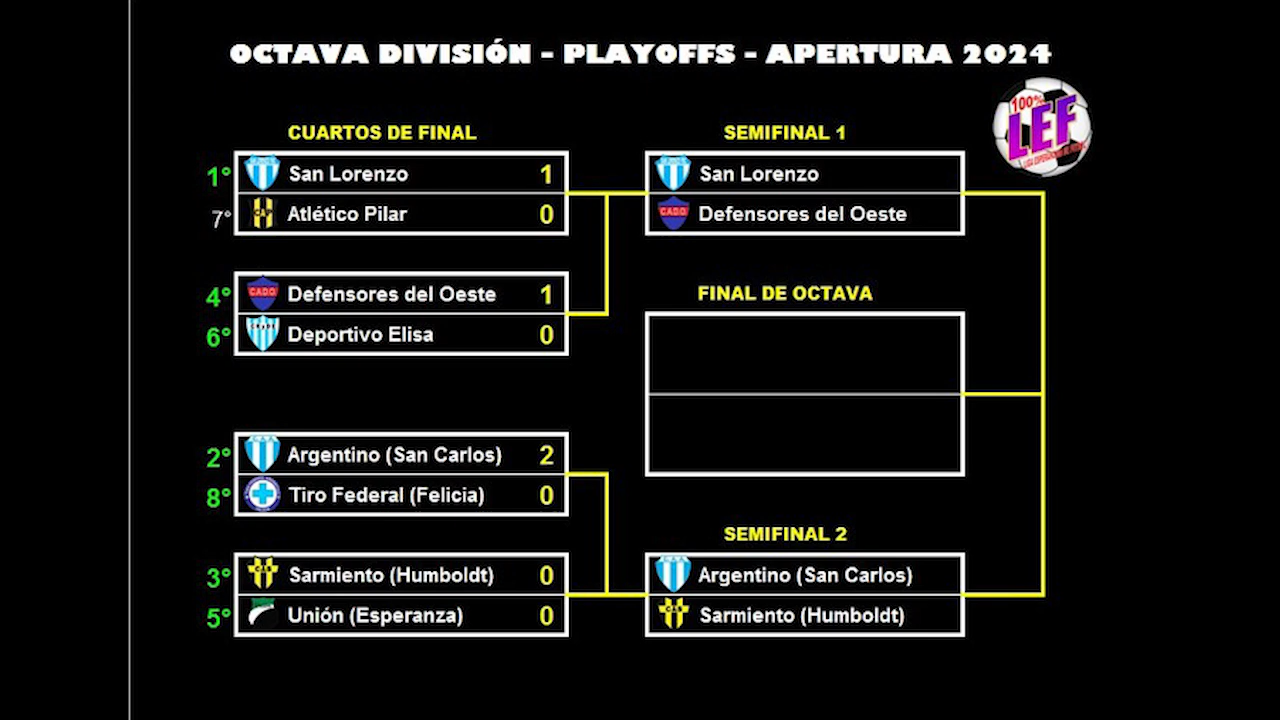 OCTAVA DIVISIÓN - PLAYOFFS - APERTURA 2024
100%
LEF
CUARTOS DE FINAL
1° San Lorenzo 1
7° Atlético Pilar 0
4° C.A.D.O. Defensores del Oeste 1
6° Deportivo Elisa 0
2° C.A.A. Argentino (San Carlos) 2
8° Tiro Federal (Felicia) 0
3° Sarmiento (Humboldt) 0
5° Unión (Esperanza) 0
SEMIFINAL 1
San Lorenzo
C.A.D.O. Defensores del Oeste
FINAL DE OCTAVA
SEMIFINAL 2
Argentino (San Carlos)
Sarmiento (Humboldt)